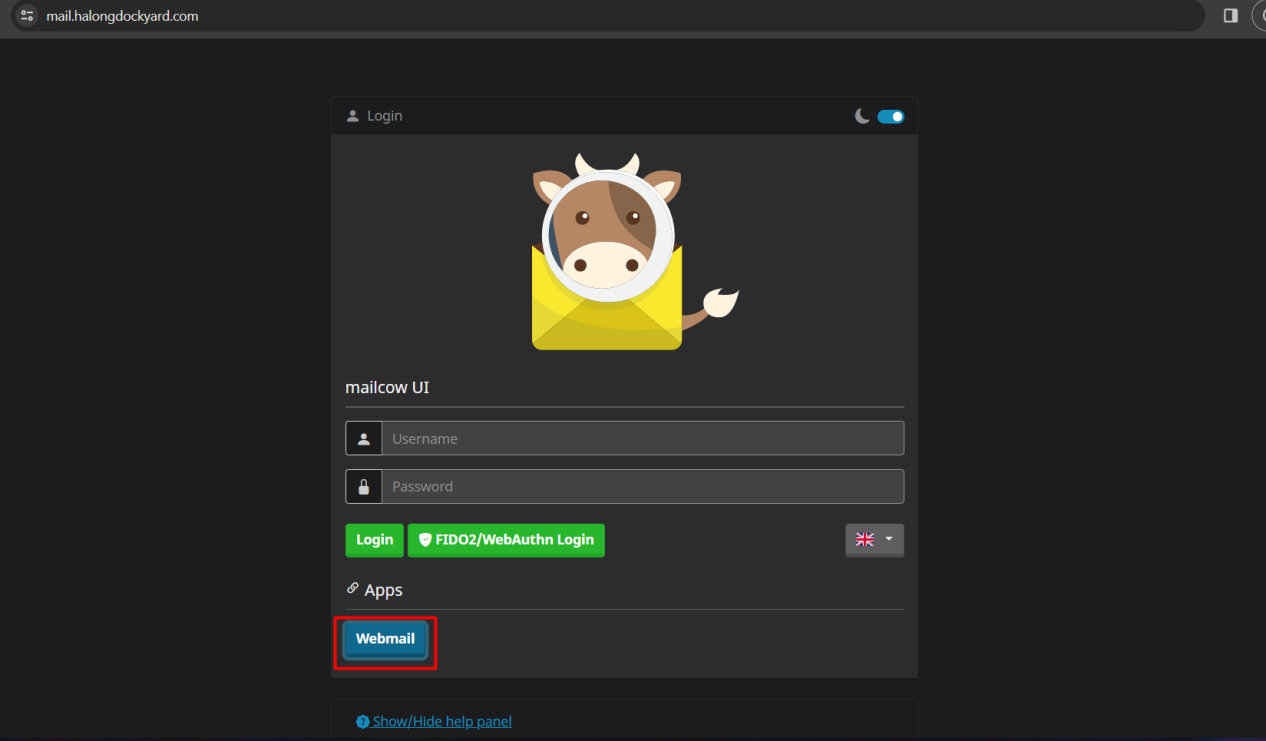 mail.halongdockyard.com
Login
mailcow UI
Username
Password
Login FIDO2/WebAuthn Login
Apps
Webmail
Show/Hide help panel